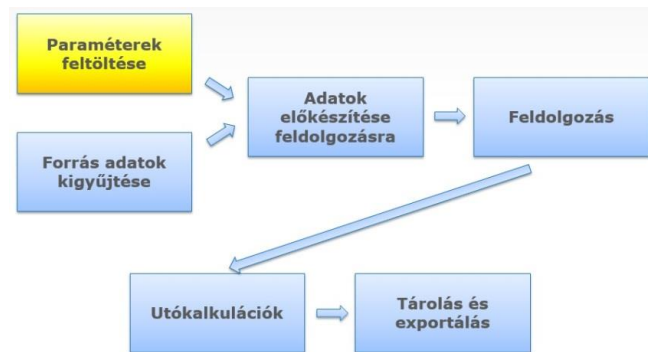 Paraméterek
feltöltése
Forrás adatok
kigyűjtése
Adatok
előkészítése
feldolgozásra
Feldolgozás
Utókalkulációk
Tárolás és
exportálás